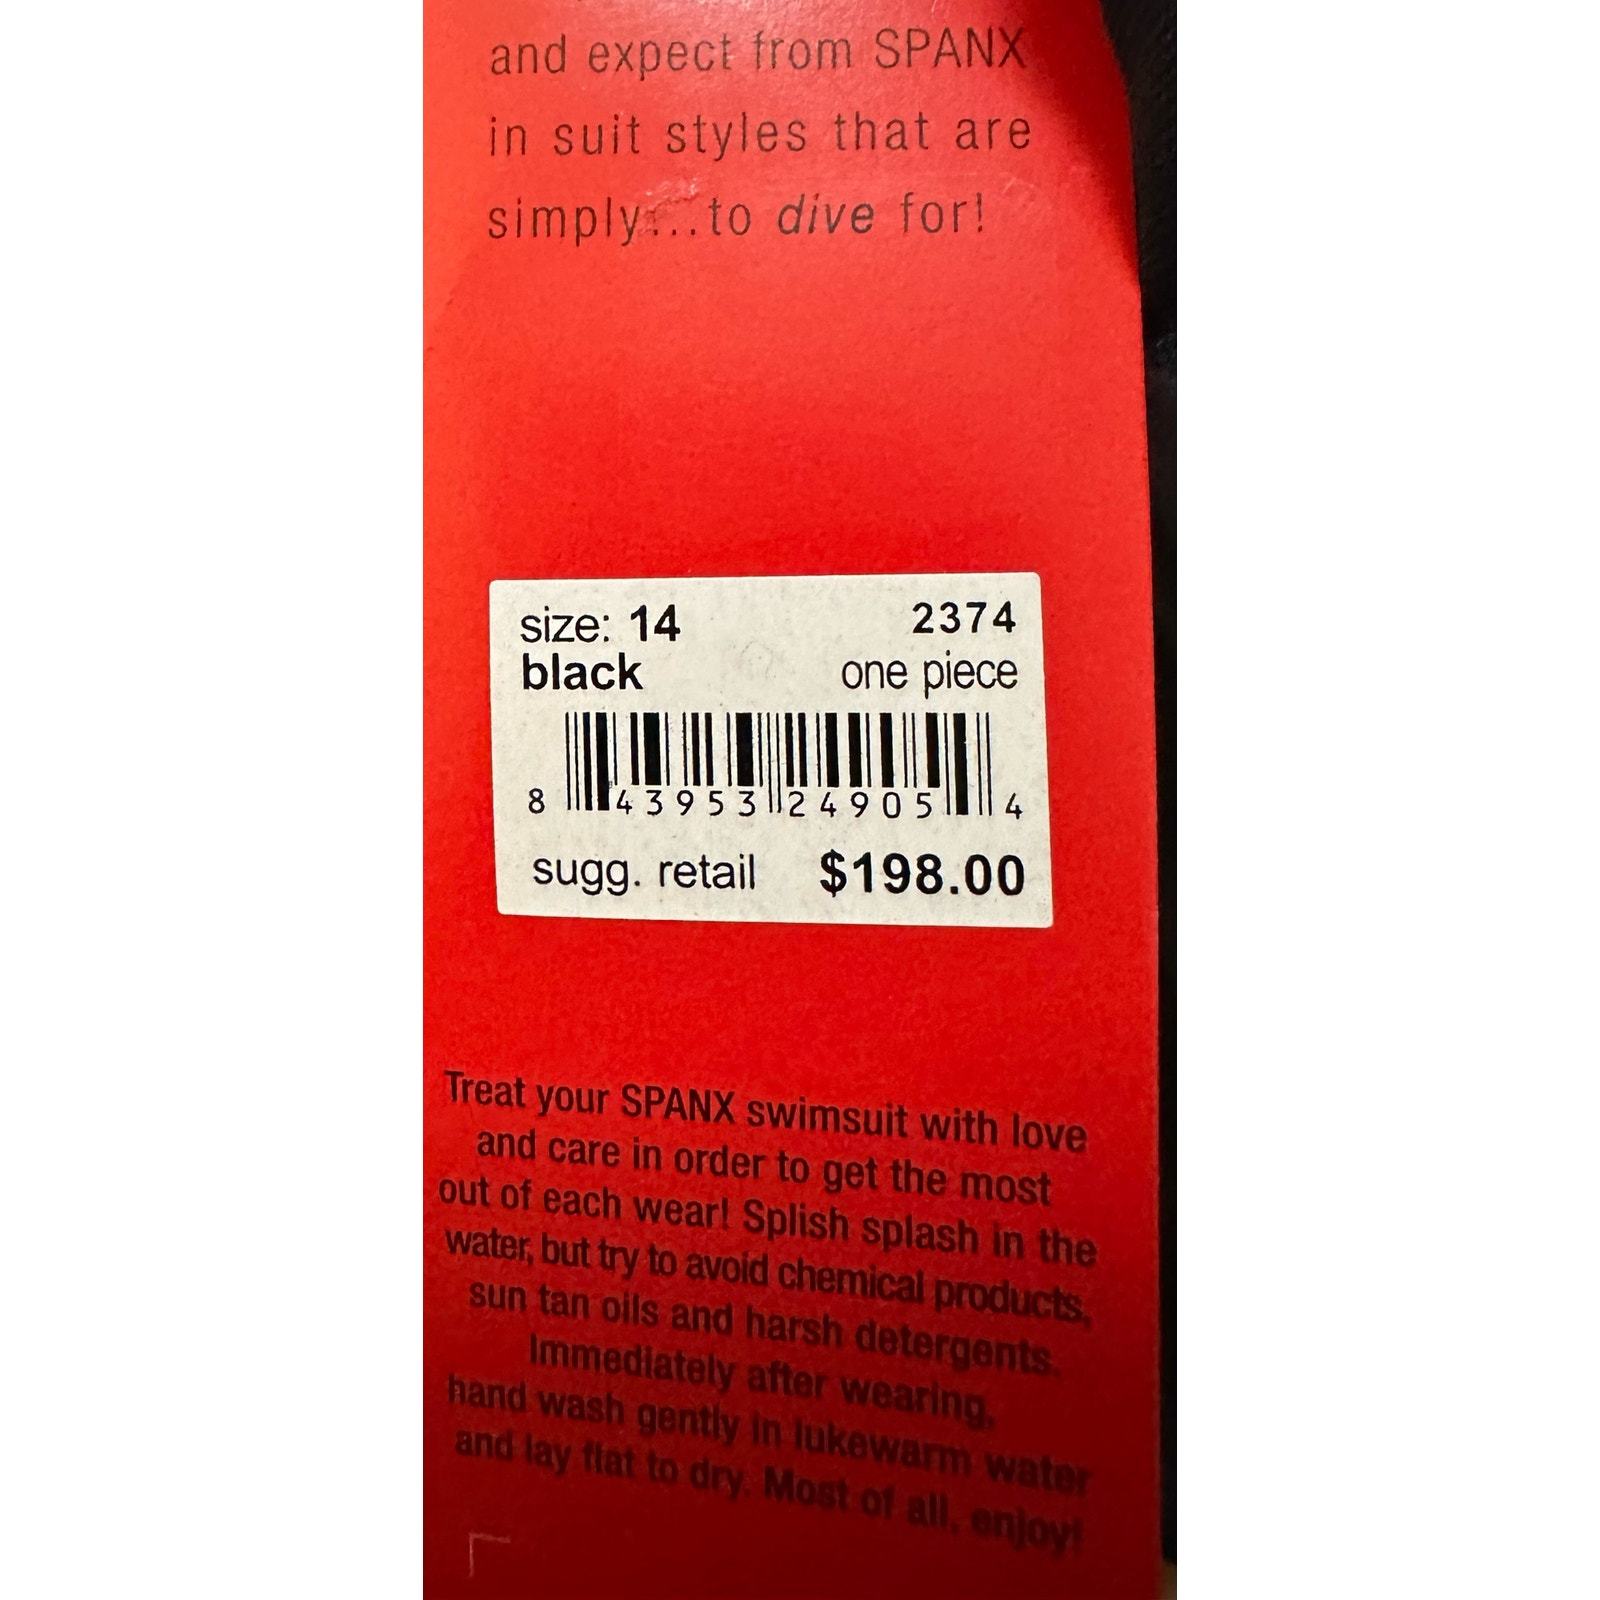 and expect from SPANX
in suit styles that are
simply...to dive for!
size: 14 2374
black one piece
8 43953 24905 4
sugg. retail $198.00
Treat your SPANX swimsuit with love
and care in order to get the most
out of each wear! Splish splash in the
water, but try to avoid chemical products,
sun tan oils and harsh detergents.
Immediately after wearing,
hand wash gently in lukewarm water
and lay flat to dry. Most of all, enjoy!